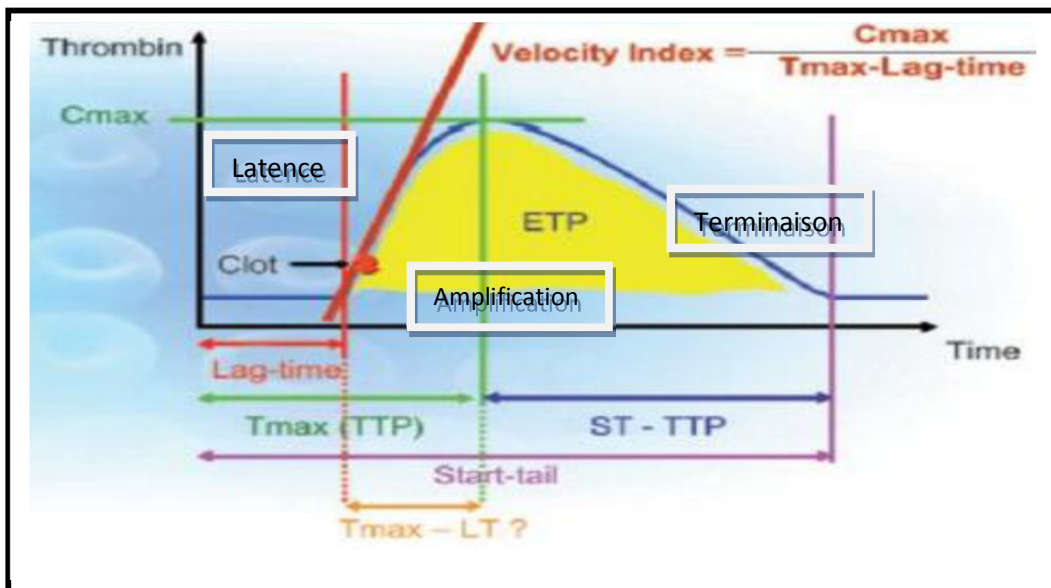 Thrombin
Velocity Index = Cmax / Tmax-Lag-time
Cmax
Latence
ETP
Terminaison
Clot
Amplification
Time
Lag-time
Tmax (TTP)
ST - TTP
Start-tail
Tmax – LT ?